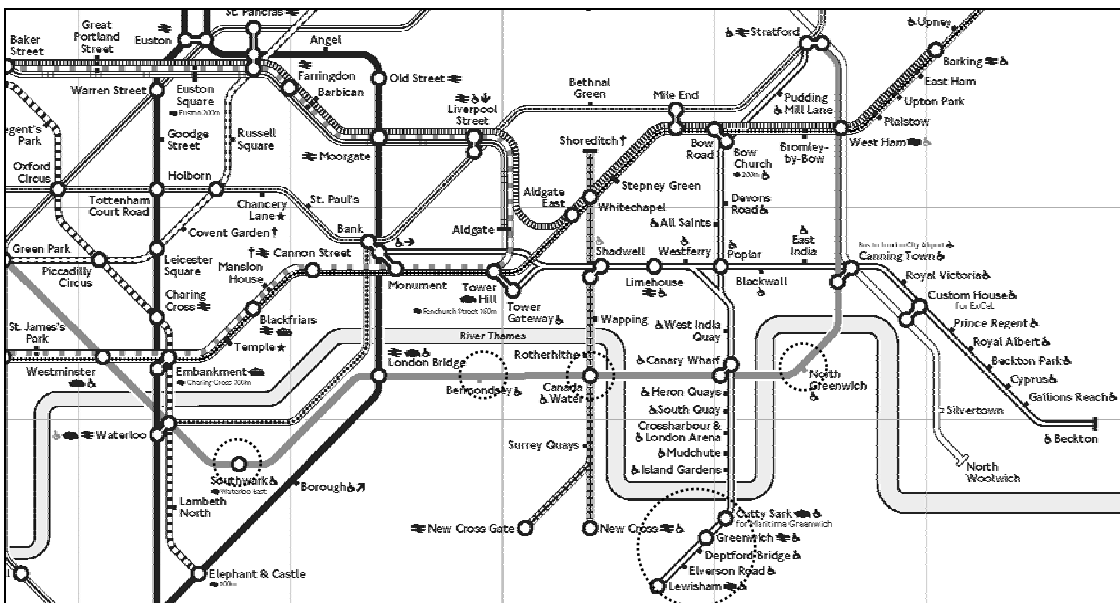 St. Pancras
Great
Portland
Street
Baker
Street
Euston
Angel
Stratford
Upney
Barking
East Ham
Upton Park
Plaistow
West Ham
Warren Street
Euston
Square
Farringdon
Barbican
Old Street
Liverpool
Street
Bethnal
Green
Mile End
Pudding
Mill Lane
Bromley-
by-Bow
Bow
Road
Bow
Church
200m
Goodge
Street
Russell
Square
Moorgate
Shoreditch
Stepney Green
Whitechapel
Oxford
Circus
Holborn
Tottenham
Court Road
Chancery
Lane
St. Paul's
Covent Garden
Aldgate
East
Aldgate
Devons
Road
All Saints
Green Park
Piccadilly
Circus
Leicester
Square
Cannon Street
Mansion
House
Bank
Monument
Tower
Hill
Fenchurch Street 150m
Tower
Gateway
Shadwell
Limehouse
Westferry
Poplar
Blackwall
East
India
Canning Town
Royal Victoria
Custom House
for ExCeL
Prince Regent
Royal Albert
Beckton Park
Cyprus
Gallions Reach
Beckton
Silvertown
North
Woolwich
Charing
Cross
Blackfriars
Temple
St. James's
Park
Westminster
Embankment
Charing Cross 200m
River Thames
London Bridge
Bermondsey
Wapping
Rotherhithe
Canada
Water
West India
Quay
Canary Wharf
Heron Quays
South Quay
Crossharbour &
London Arena
Mudchute
Island Gardens
North
Greenwich
Waterloo
Southwark
Waterloo East
Borough
Lambeth
North
Elephant & Castle
Surrey Quays
New Cross Gate
New Cross
Cutty Sark
for Maritime Greenwich
Greenwich
Deptford Bridge
Elverson Road
Lewisham